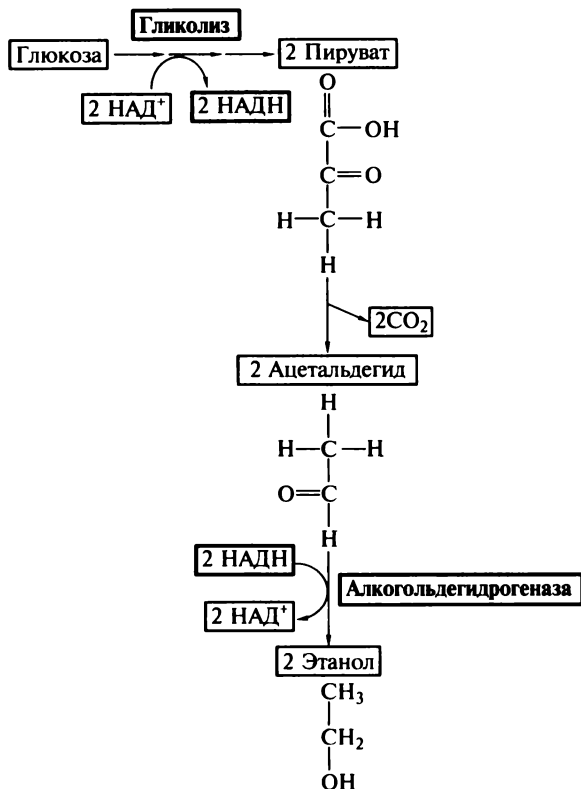 Гликолиз
Глюкоза
2 Пируват
2 НАД⁺
2 НАДН
O
C—OH
C=O
H—C—H
H
2CO₂
2 Ацетальдегид
H
H—C—H
O=C
H
2 НАДН
Алкогольдегидрогеназа
2 НАД⁺
2 Этанол
CH₃
CH₂
OH